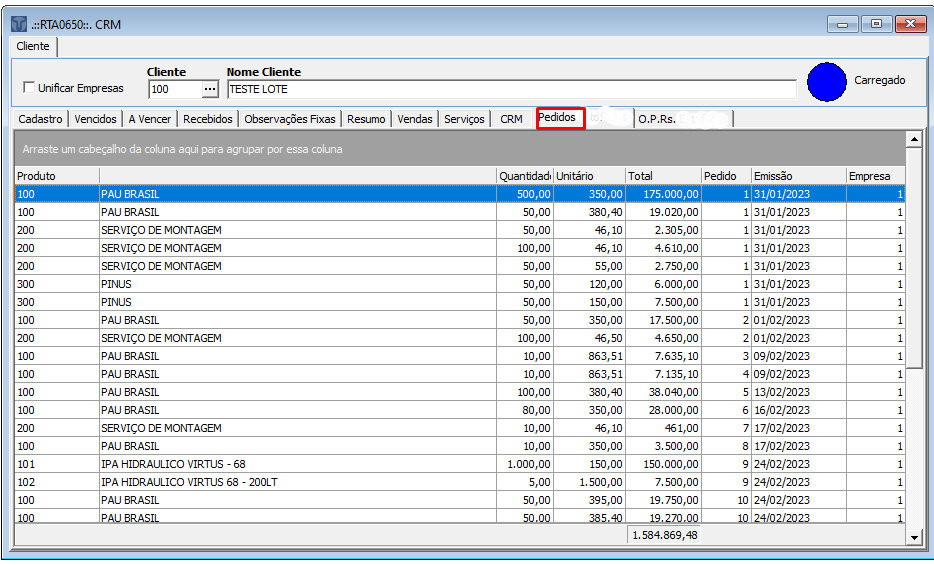 .::RTA0650::. CRM
Cliente
Unificar Empresas
Cliente
Nome Cliente
100 ...
TESTE LOTE
Carregado
Cadastro Vencidos A Vencer Recebidos Observações Fixas Resumo Vendas Serviços CRM Pedidos O.P.Rs.
Arraste um cabeçalho da coluna aqui para agrupar por essa coluna
Produto Quantidad Unitário Total Pedido Emissão Empresa
100 PAU BRASIL 500,00 350,00 175.000,00 1 31/01/2023 1
100 PAU BRASIL 50,00 380,40 19.020,00 1 31/01/2023 1
200 SERVIÇO DE MONTAGEM 50,00 46,10 2.305,00 1 31/01/2023 1
200 SERVIÇO DE MONTAGEM 100,00 46,10 4.610,00 1 31/01/2023 1
200 SERVIÇO DE MONTAGEM 50,00 55,00 2.750,00 1 31/01/2023 1
300 PINUS 50,00 120,00 6.000,00 1 31/01/2023 1
300 PINUS 50,00 150,00 7.500,00 1 31/01/2023 1
100 PAU BRASIL 50,00 350,00 17.500,00 2 01/02/2023 1
200 SERVIÇO DE MONTAGEM 100,00 46,50 4.650,00 2 01/02/2023 1
100 PAU BRASIL 10,00 863,51 7.635,10 3 09/02/2023 1
100 PAU BRASIL 10,00 863,51 7.135,10 4 09/02/2023 1
100 PAU BRASIL 100,00 380,40 38.040,00 5 13/02/2023 1
100 PAU BRASIL 80,00 350,00 28.000,00 6 16/02/2023 1
200 SERVIÇO DE MONTAGEM 10,00 46,10 461,00 7 17/02/2023 1
100 PAU BRASIL 10,00 350,00 3.500,00 8 17/02/2023 1
101 IPA HIDRAULICO VIRTUS - 68 1.000,00 150,00 150.000,00 9 24/02/2023 1
102 IPA HIDRAULICO VIRTUS 68 - 200LT 5,00 1.500,00 7.500,00 9 24/02/2023 1
100 PAU BRASIL 50,00 395,00 19.750,00 10 24/02/2023 1
100 PAU BRASIL 50,00 385,40 19.270,00 10 24/02/2023 1
1.584.869,48